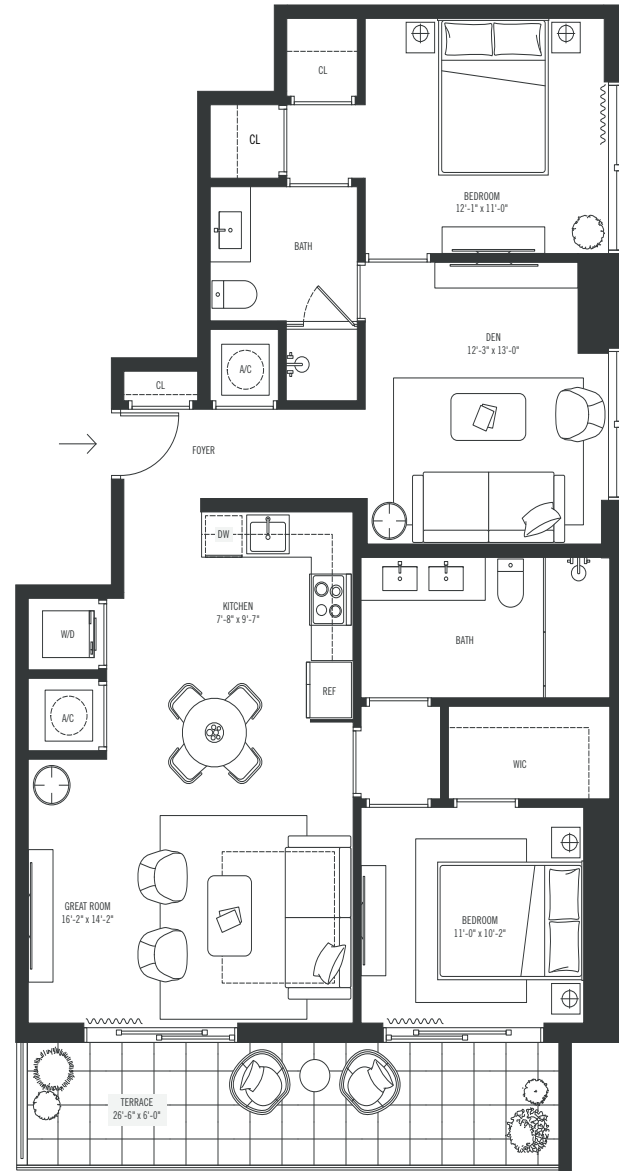 CL
CL
BEDROOM
12'-1" x 11'-0"
BATH
DEN
12'-3" x 13'-0"
A/C
CL
FOYER
DW
KITCHEN
7'-8" x 9'-7"
W/D
BATH
REF
A/C
WIC
GREAT ROOM
16'-2" x 14'-2"
BEDROOM
11'-0" x 10'-2"
TERRACE
26'-6" x 6'-0"